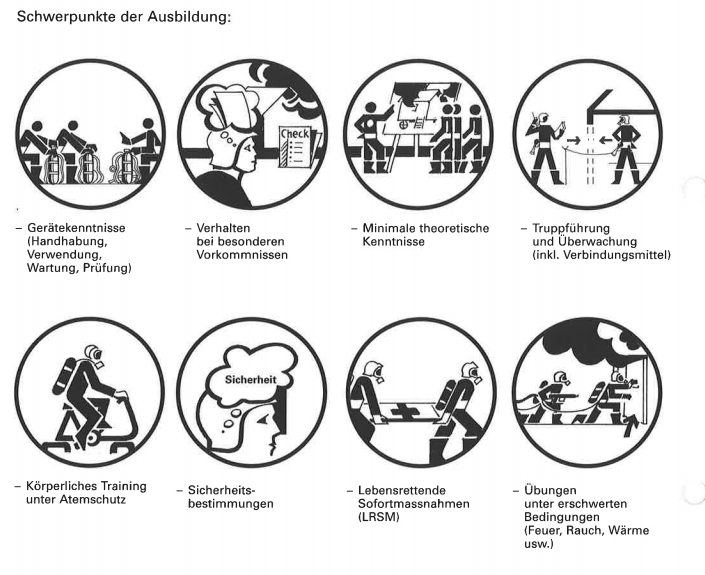 Schwerpunkte der Ausbildung:
Check
– Gerätekenntnisse
(Handhabung,
Verwendung,
Wartung, Prüfung)
– Verhalten
bei besonderen
Vorkommnissen
– Minimale theoretische
Kenntnisse
– Truppführung
und Überwachung
(inkl. Verbindungsmittel)
Sicherheit
– Körperliches Training
unter Atemschutz
– Sicherheits-
bestimmungen
– Lebensrettende
Sofortmassnahmen
(LRSM)
– Übungen
unter erschwerten
Bedingungen
(Feuer, Rauch, Wärme
usw.)